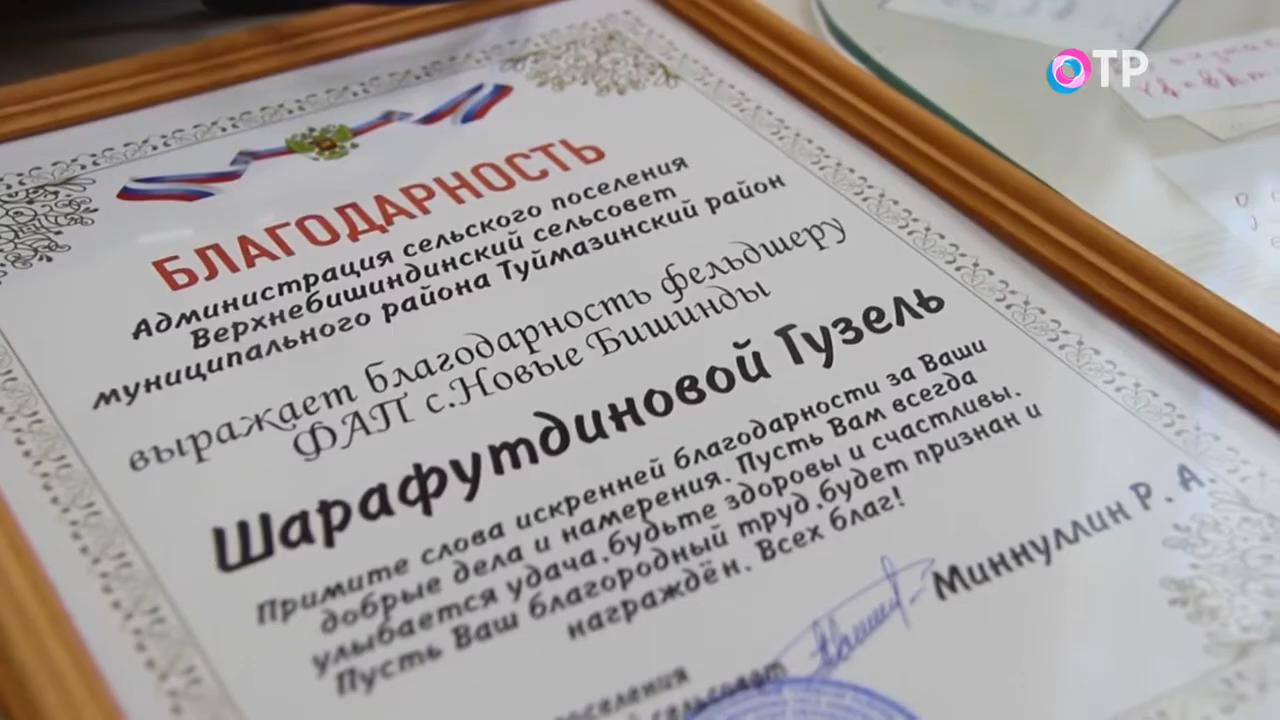 ОТР
БЛАГОДАРНОСТЬ
Администрация сельского поселения
Верхнебишиндинский сельсовет
муниципального района Туймазинский район
выражает благодарность фельдшеру
ФАП с.Новые Бишинды
Шарафутдиновой Гузель
Примите слова искренней благодарности за Ваши
добрые дела и намерения. Пусть Вам всегда
улыбается удача,будьте здоровы и счастливы.
Пусть Ваш благородный труд,будет признан и
награждён. Всех благ!
Миннуллин Р. А.
поселения
сельсовет